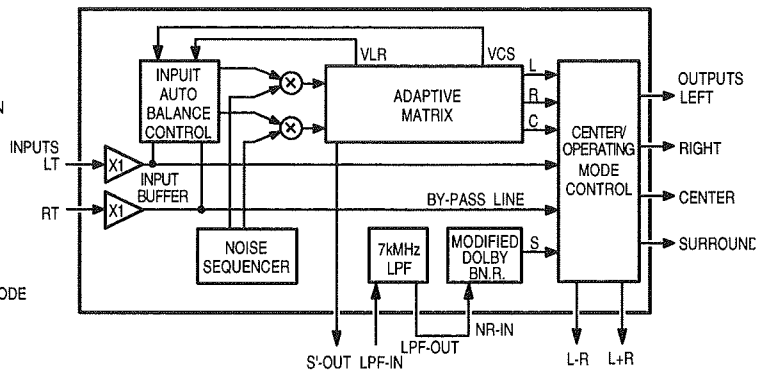 VLR
VCS
L
INPUIT
AUTO
BALANCE
CONTROL
ADAPTIVE
MATRIX
R
C
OUTPUTS
LEFT
N
INPUTS
LT
X1
INPUT
BUFFER
CENTER/
OPERATING
MODE
CONTROL
RIGHT
RT
X1
BY-PASS LINE
CENTER
NOISE
SEQUENCER
7kMHz
LPF
MODIFIED
DOLBY
BN.R.
S
SURROUND
ODE
S'-OUT
LPF-IN
LPF-OUT
NR-IN
L-R
L+R